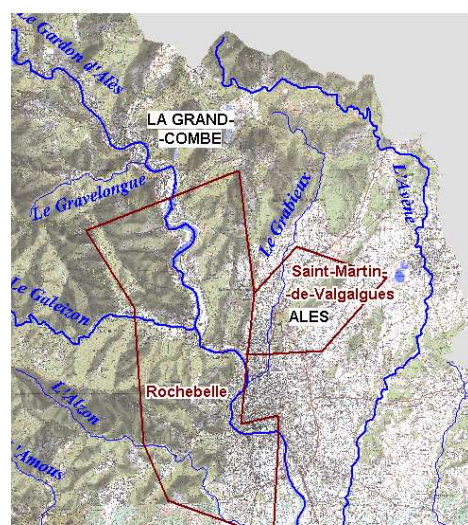 Le Gardon d'Alès
LA GRAND-
-COMBE
Le Gravelongue
Le Grabieux
L'Avène
Saint-Martin-
-de-Valgalgues
ALES
Le Galeizon
Rochebelle
L'Alzon
'Amous